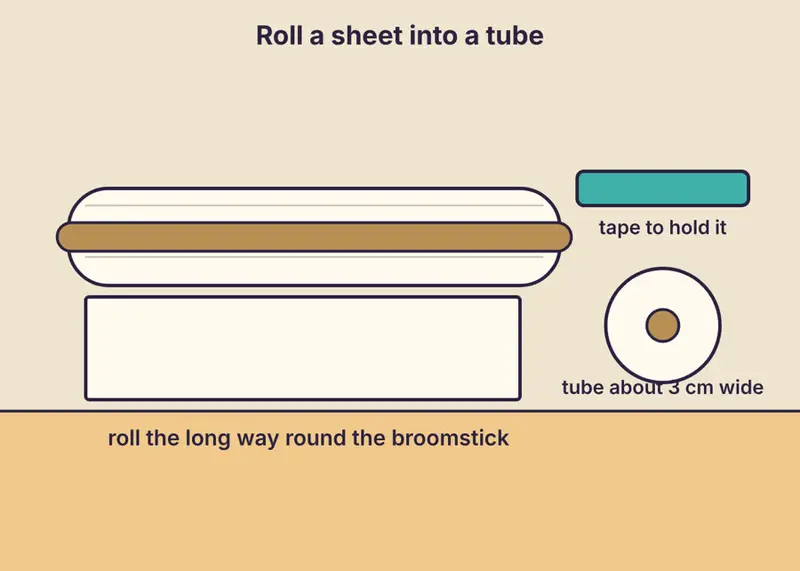 Roll a sheet into a tube
tape to hold it
tube about 3 cm wide
roll the long way round the broomstick